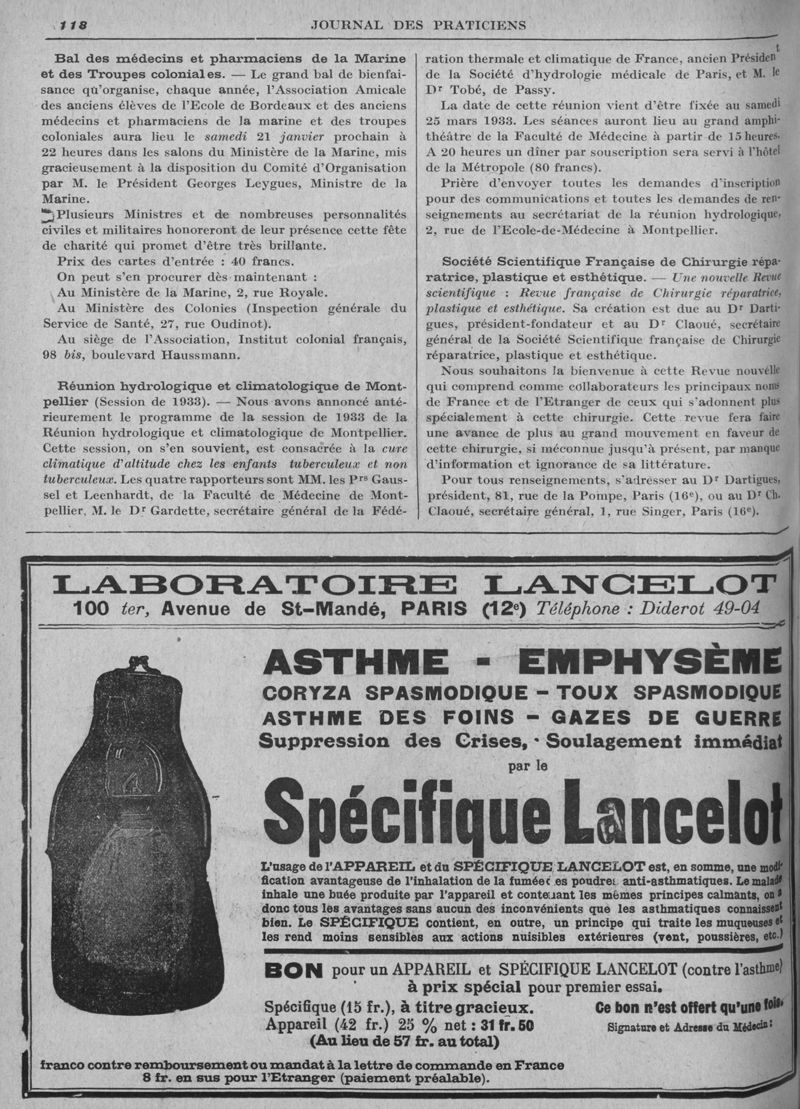 118
JOURNAL DES PRATICIENS
Bal des médecins et pharmaciens de la Marine
et des Troupes coloniales. — Le grand bal de bienfai-
sance qu'organise, chaque année, l'Association Amicale
des anciens élèves de l'Ecole de Bordeaux et des anciens
médecins et pharmaciens de la marine et des troupes
coloniales aura lieu le samedi 21 janvier prochain à
22 heures dans les salons du Ministère de la Marine, mis
gracieusement à la disposition du Comité d'Organisation
par M. le Président Georges Leygues, Ministre de la
Marine.
Plusieurs Ministres et de nombreuses personnalités
civiles et militaires honoreront de leur présence cette fête
de charité qui promet d'être très brillante.
Prix des cartes d'entrée : 40 francs.
On peut s'en procurer dès maintenant :
Au Ministère de la Marine, 2, rue Royale.
Au Ministère des Colonies (Inspection générale du
Service de Santé, 27, rue Oudinot).
Au siège de l'Association, Institut colonial français,
98 bis, boulevard Haussmann.
Réunion hydrologique et climatologique de Mont-
pellier (Session de 1933). — Nous avons annoncé anté-
rieurement le programme de la session de 1933 de la
Réunion hydrologique et climatologique de Montpellier.
Cette session, on s'en souvient, est consacrée à la cure
climatique d'altitude chez les enfants tuberculeux et non
tuberculeux. Les quatre rapporteurs sont MM. les Prs Gaus-
sel et Leenhardt, de la Faculté de Médecine de Mont-
pellier, M. le Dr Gardette, secrétaire général de la Fédé-
ration thermale et climatique de France, ancien Président
de la Société d'hydrologie médicale de Paris, et M. le
Dr Tobé, de Passy.
La date de cette réunion vient d'être fixée au samedi
25 mars 1933. Les séances auront lieu au grand amphi-
théâtre de la Faculté de Médecine à partir de 15 heures.
A 20 heures un dîner par souscription sera servi à l'hôtel
de la Métropole (80 francs).
Prière d'envoyer toutes les demandes d'inscription
pour des communications et toutes les demandes de ren-
seignements au secrétariat de la réunion hydrologique,
2, rue de l'Ecole-de-Médecine à Montpellier.
Société Scientifique Française de Chirurgie répa-
ratrice, plastique et esthétique. — Une nouvelle Revue
scientifique : Revue française de Chirurgie réparatrice,
plastique et esthétique. Sa création est due au Dr Darti-
gues, président-fondateur et au Dr Claoué, secrétaire
général de la Société Scientifique française de Chirurgie
réparatrice, plastique et esthétique.
Nous souhaitons la bienvenue à cette Revue nouvelle
qui comprend comme collaborateurs les principaux noms
de France et de l'Etranger de ceux qui s'adonnent plus
spécialement à cette chirurgie. Cette revue fera faire
une avance de plus au grand mouvement en faveur de
cette chirurgie, si méconnue jusqu'à présent, par manque
d'information et ignorance de sa littérature.
Pour tous renseignements, s'adresser au Dr Dartigues,
président, 81, rue de la Pompe, Paris (16e), ou au Dr Ch.
Claoué, secrétaire général, 1, rue Singer, Paris (16e).
LABORATOIRE LANCELOT
100 ter, Avenue de St-Mandé, PARIS (12e) Téléphone : Diderot 49-04
ASTHME - EMPHYSÈME
CORYZA SPASMODIQUE - TOUX SPASMODIQUE
ASTHME DES FOINS - GAZES DE GUERRE
Suppression des Crises, - Soulagement immédiat
par le
Spécifique Lancelot
L'usage de l'APPAREIL et du SPÉCIFIQUE LANCELOT est, en somme, une modi-
fication avantageuse de l'inhalation de la fumée des poudres anti-asthmatiques. Le malade
inhale une buée produite par l'appareil et contenant les mêmes principes calmants, on a
donc tous les avantages sans aucun des inconvénients que les asthmatiques connaissent
bien. Le SPÉCIFIQUE contient, en outre, un principe qui traite les muqueuses et
les rend moins sensibles aux actions nuisibles extérieures (vent, poussières, etc.)
BON pour un APPAREIL et SPÉCIFIQUE LANCELOT (contre l'asthme)
à prix spécial pour premier essai.
Spécifique (15 fr.), à titre gracieux.
Appareil (42 fr.) 25 % net : 31 fr. 50
(Au lieu de 57 fr. au total)
Ce bon n'est offert qu'une fois.
Signature et Adresse du Médecin :
franco contre remboursement ou mandat à la lettre de commande en France
8 fr. en sus pour l'Etranger (paiement préalable).